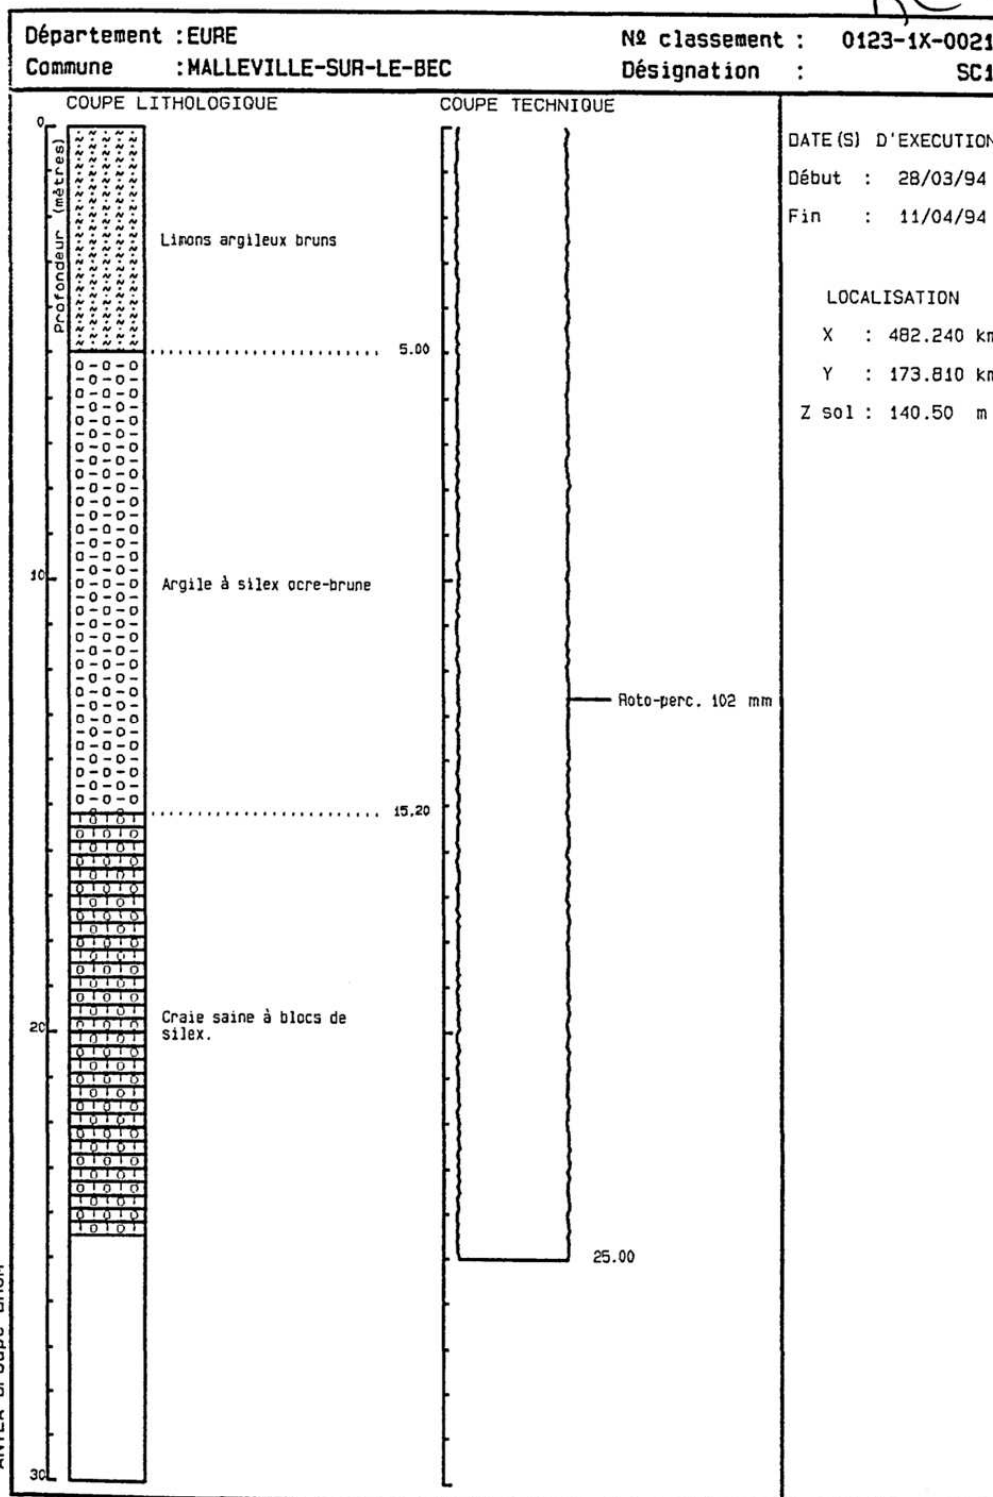 Département : EURE
Nº classement : 0123-1X-0021
Commune : MALLEVILLE-SUR-LE-BEC
Désignation : SC1
COUPE LITHOLOGIQUE
COUPE TECHNIQUE
Profondeur (mètres)
0
DATE(S) D'EXECUTION
Début : 28/03/94
Fin : 11/04/94
Limons argileux bruns
LOCALISATION
X : 482.240 km
5.00
Y : 173.810 km
Z sol : 140.50 m
10
Argile à silex ocre-brune
Roto-perc. 102 mm
15.20
20
Craie saine à blocs de
silex.
25.00
30